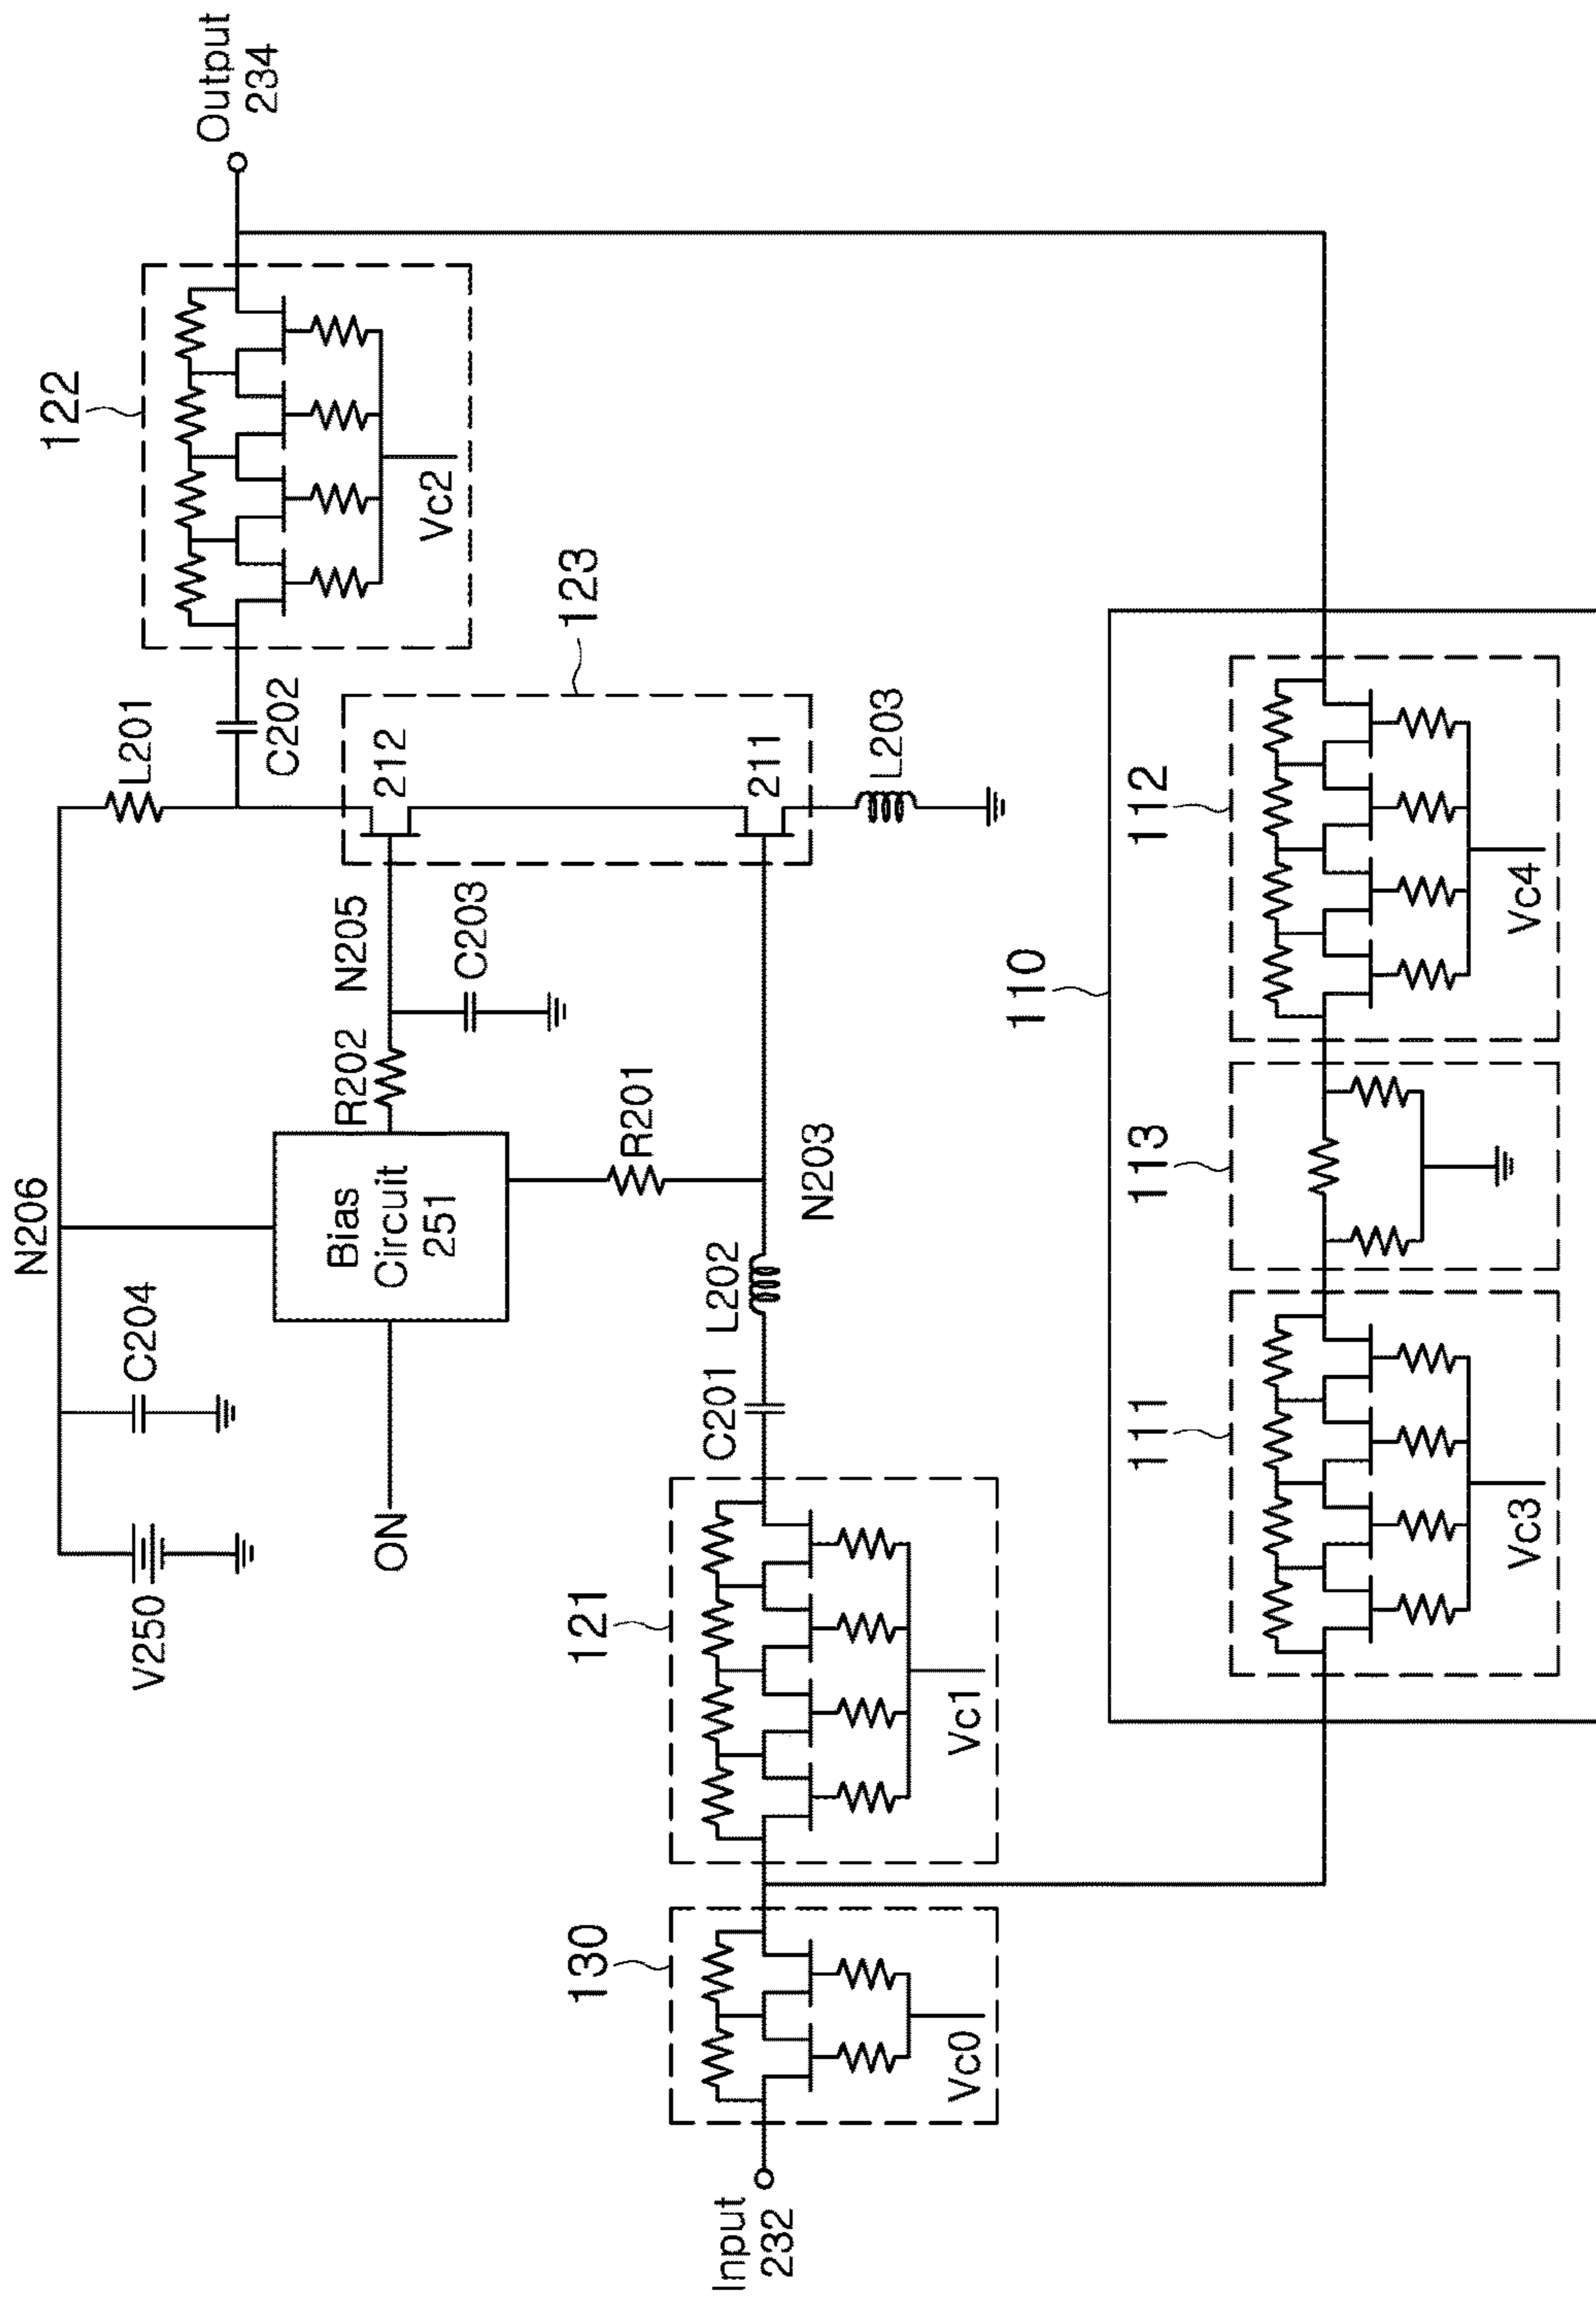 N206
V250
C204
L201
122
Output
234
ON
Bias
Circuit
251
R202
N205
C203
C202
212
123
Vc2
R201
211
L203
130
121
C201
L202
N203
Input
232
Vc0
Vc1
110
111
113
112
Vc3
Vc4